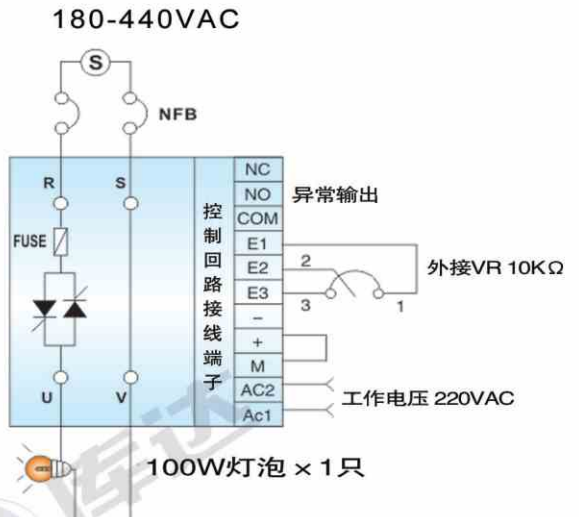 180-440VAC
S
NFB
R
S
FUSE
U
V
控制回路接线端子
NC
NO
COM
E1
E2
E3
-
+
M
AC2
Ac1
异常输出
2
3
1
外接VR 10KΩ
工作电压 220VAC
100W灯泡 × 1只
库达